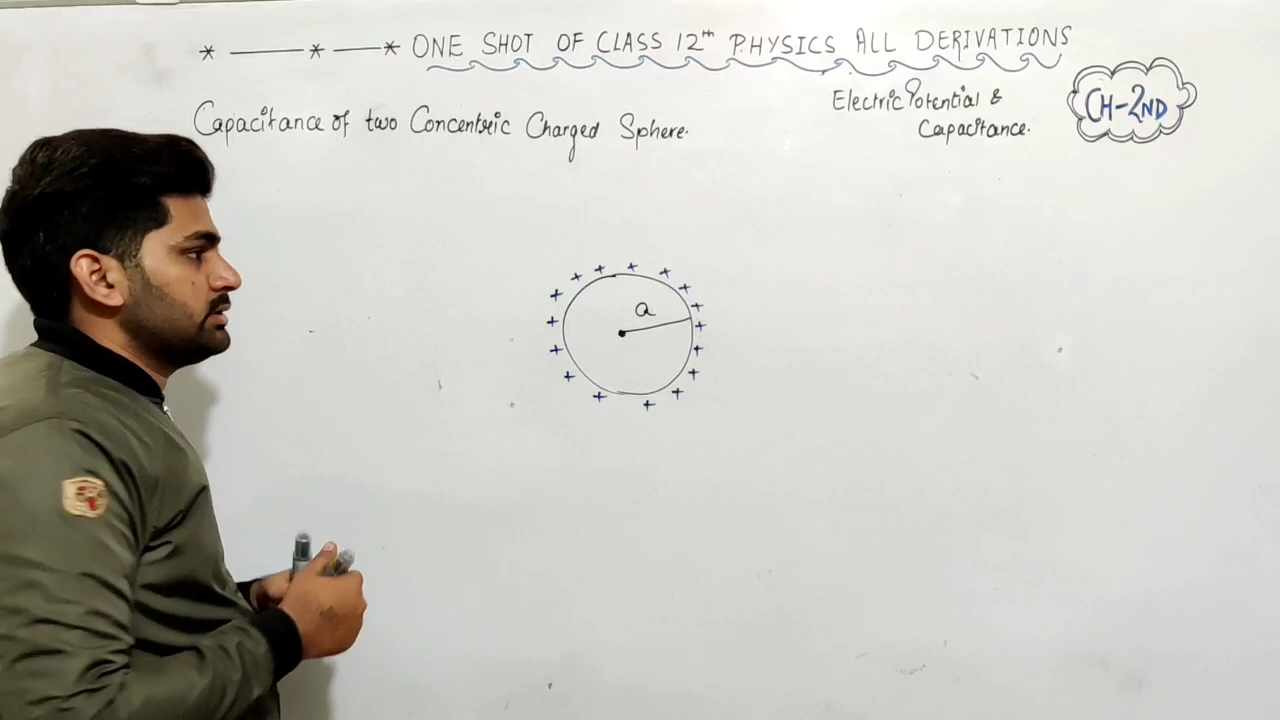 * ——— * —— * ONE SHOT OF CLASS 12th PHYSICS ALL DERIVATIONS
Electric Potential &
Capacitance.
CH-2ND
Capacitance of two Concentric Charged Sphere.
a